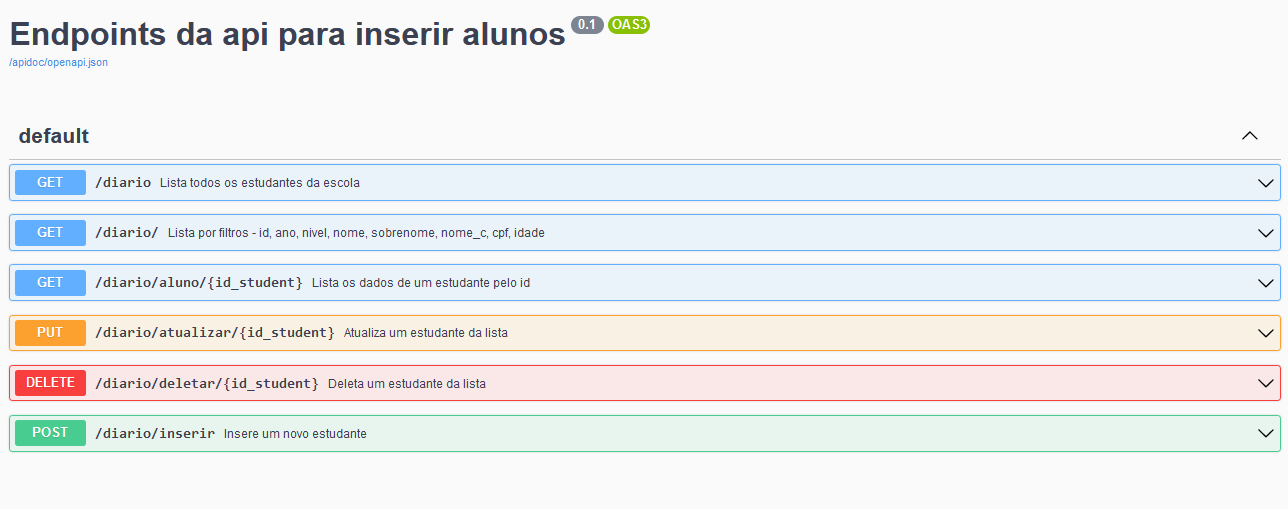 Endpoints da api para inserir alunos 0.1 OAS3
/apidoc/openapi.json
default
GET /diario Lista todos os estudantes da escola
GET /diario/ Lista por filtros - id, ano, nivel, nome, sobrenome, nome_c, cpf, idade
GET /diario/aluno/{id_student} Lista os dados de um estudante pelo id
PUT /diario/atualizar/{id_student} Atualiza um estudante da lista
DELETE /diario/deletar/{id_student} Deleta um estudante da lista
POST /diario/inserir Insere um novo estudante